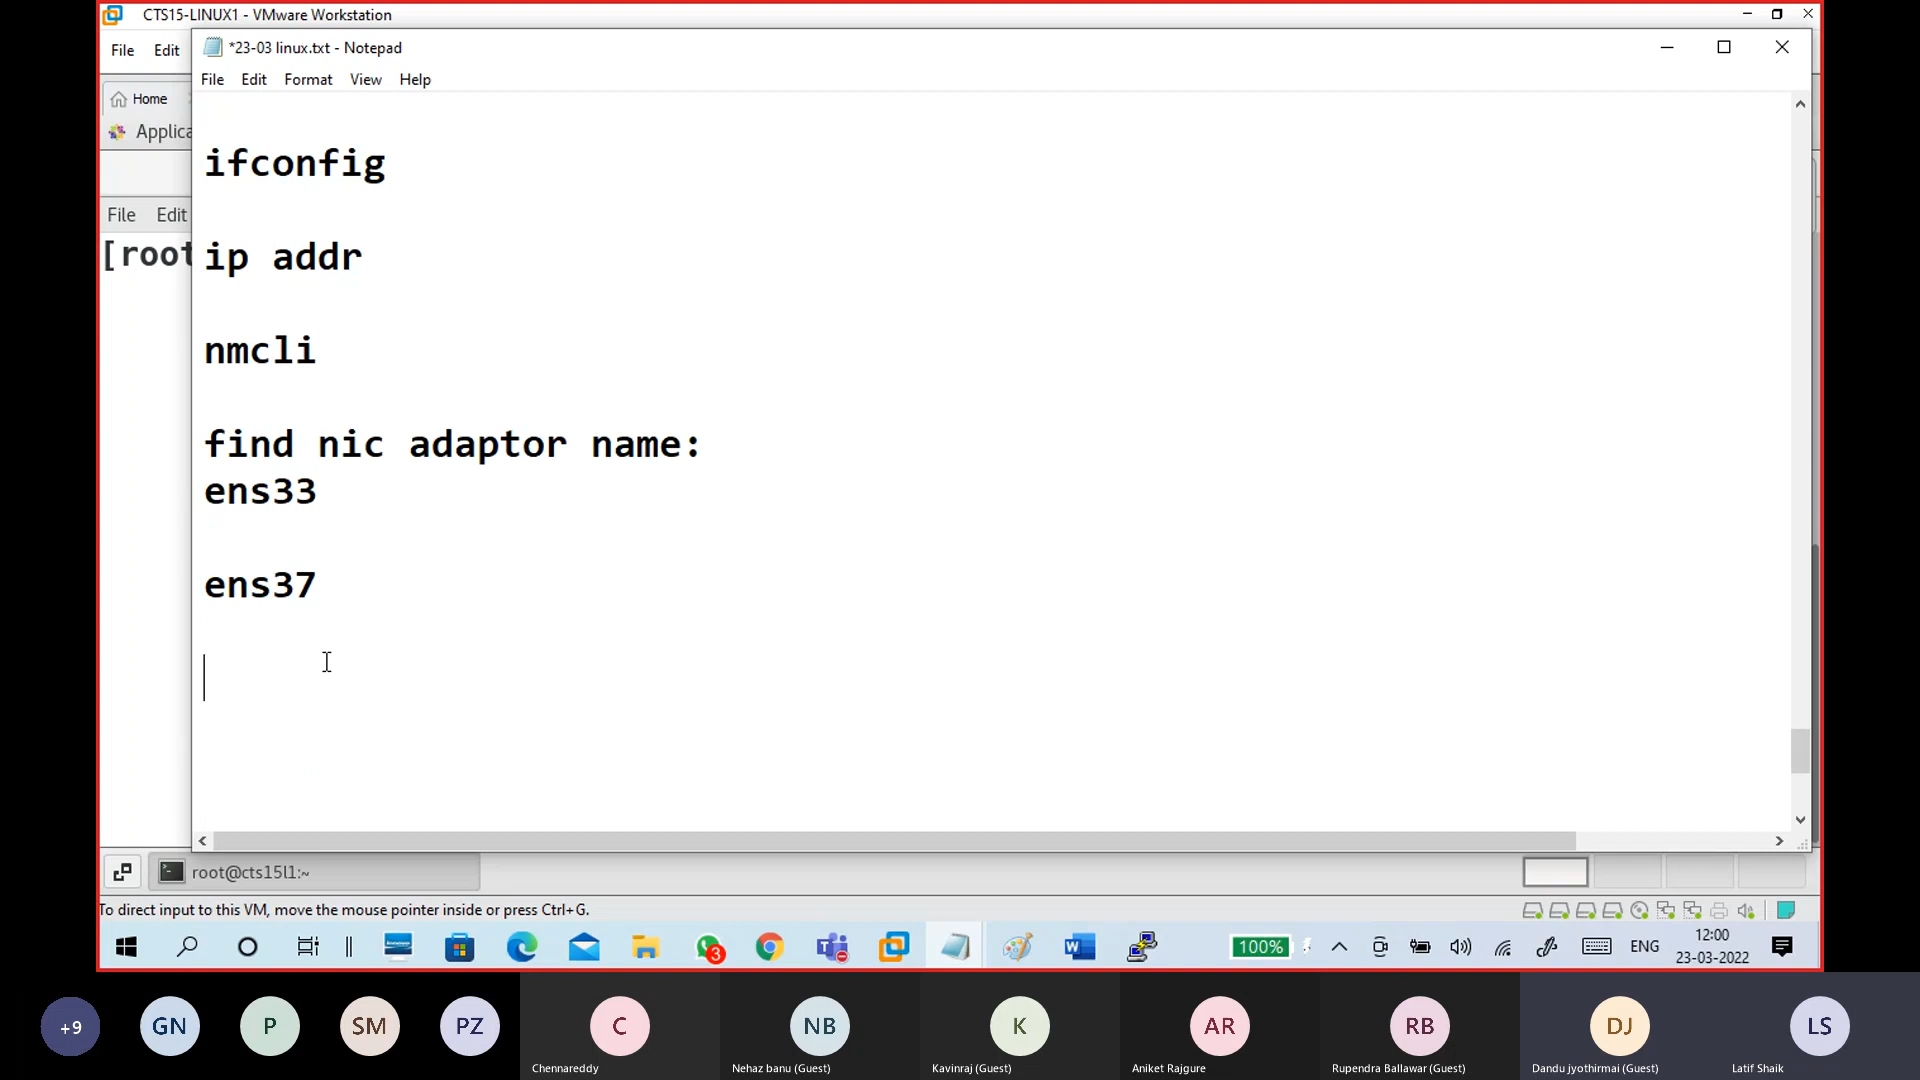 CTS15-LINUX1 - VMware Workstation
File Edit
*23-03 linux.txt - Notepad
File Edit Format View Help
Home
Applica
ifconfig
File Edit
[root
ip addr
nmcli
find nic adaptor name:
ens33
ens37
root@cts15l1:~
To direct input to this VM, move the mouse pointer inside or press Ctrl+G.
3
100%
ENG
12:00
23-03-2022
+9
GN
P
SM
PZ
C
NB
K
AR
RB
DJ
LS
Chennareddy
Nehaz banu (Guest)
Kavinraj (Guest)
Aniket Rajgure
Rupendra Ballawar (Guest)
Dandu jyothirmai (Guest)
Latif Shaik